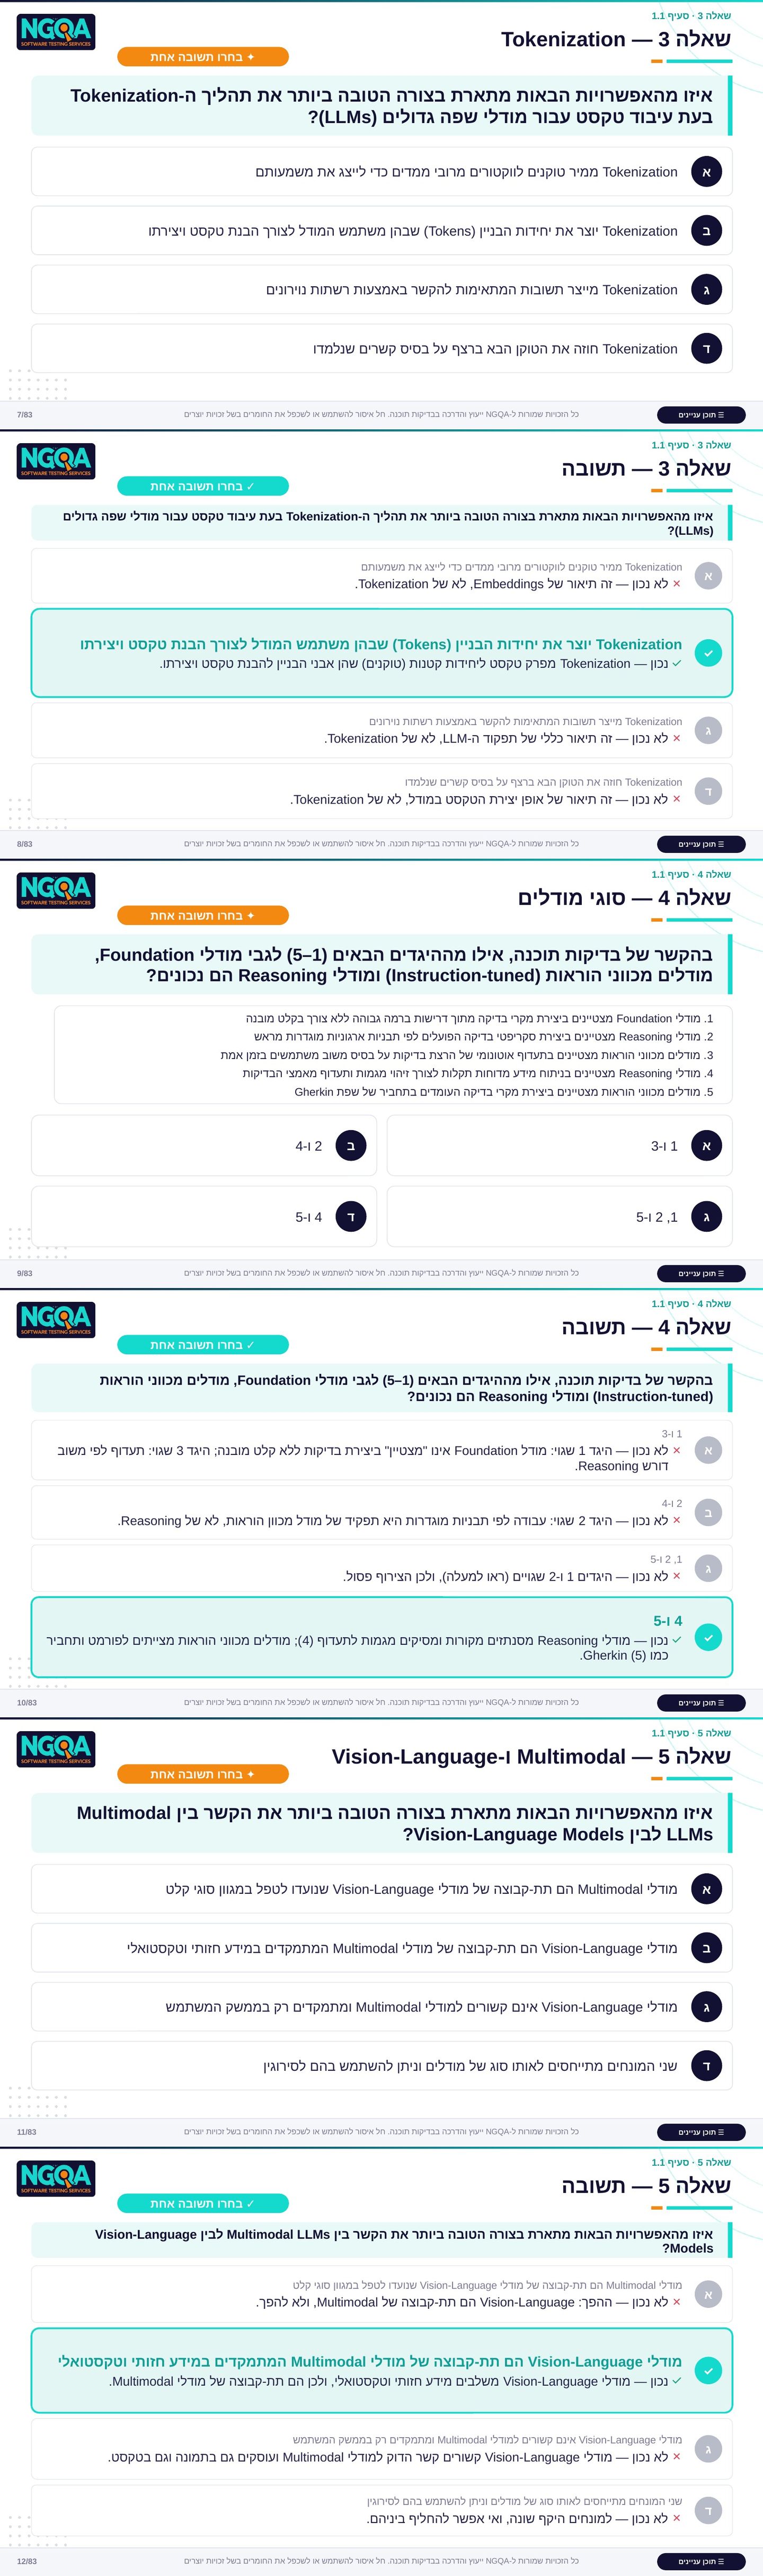 שאלה 3 · סעיף 1.1
NGQA
SOFTWARE TESTING SERVICES
שאלה 3 — Tokenization
✦ בחרו תשובה אחת
איזו מהאפשרויות הבאות מתארת בצורה הטובה ביותר את תהליך ה-Tokenization
בעת עיבוד טקסט עבור מודלי שפה גדולים (LLMs)?
א
Tokenization ממיר טוקנים לווקטורים מרובי ממדים כדי לייצג את משמעותם
ב
Tokenization יוצר את יחידות הבניין (Tokens) שבהן משתמש המודל לצורך הבנת טקסט ויצירתו
ג
Tokenization מייצר תשובות המתאימות להקשר באמצעות רשתות נוירונים
ד
Tokenization חוזה את הטוקן הבא ברצף על בסיס קשרים שנלמדו
☰ תוכן עניינים
כל הזכויות שמורות ל-NGQA ייעוץ והדרכה בבדיקות תוכנה. חל איסור להשתמש או לשכפל את החומרים בשל זכויות יוצרים
7/83
שאלה 3 · סעיף 1.1
NGQA
SOFTWARE TESTING SERVICES
שאלה 3 — תשובה
✓ בחרו תשובה אחת
איזו מהאפשרויות הבאות מתארת בצורה הטובה ביותר את תהליך ה-Tokenization בעת עיבוד טקסט עבור מודלי שפה גדולים
(LLMs)?
א
Tokenization ממיר טוקנים לווקטורים מרובי ממדים כדי לייצג את משמעותם
✕ לא נכון — זה תיאור של Embeddings, לא של Tokenization.
✓
Tokenization יוצר את יחידות הבניין (Tokens) שבהן משתמש המודל לצורך הבנת טקסט ויצירתו
✓ נכון — Tokenization מפרק טקסט ליחידות קטנות (טוקנים) שהן אבני הבניין להבנת טקסט ויצירתו.
ג
Tokenization מייצר תשובות המתאימות להקשר באמצעות רשתות נוירונים
✕ לא נכון — זה תיאור כללי של תפקוד ה-LLM, לא של Tokenization.
ד
Tokenization חוזה את הטוקן הבא ברצף על בסיס קשרים שנלמדו
✕ לא נכון — זה תיאור של אופן יצירת הטקסט במודל, לא של Tokenization.
☰ תוכן עניינים
כל הזכויות שמורות ל-NGQA ייעוץ והדרכה בבדיקות תוכנה. חל איסור להשתמש או לשכפל את החומרים בשל זכויות יוצרים
8/83
שאלה 4 · סעיף 1.1
NGQA
SOFTWARE TESTING SERVICES
שאלה 4 — סוגי מודלים
✦ בחרו תשובה אחת
בהקשר של בדיקות תוכנה, אילו מההיגדים הבאים (1–5) לגבי מודלי Foundation,
מודלים מכווני הוראות (Instruction-tuned) ומודלי Reasoning הם נכונים?
1. מודלי Foundation מצטיינים ביצירת מקרי בדיקה מתוך דרישות ברמה גבוהה ללא צורך בקלט מובנה
2. מודלי Reasoning מצטיינים ביצירת סקריפטי בדיקה הפועלים לפי תבניות ארגוניות מוגדרות מראש
3. מודלים מכווני הוראות מצטיינים בתעדוף אוטונומי של הרצת בדיקות על בסיס משוב משתמשים בזמן אמת
4. מודלי Reasoning מצטיינים בניתוח מידע מדוחות תקלות לצורך זיהוי מגמות ותעדוף מאמצי הבדיקות
5. מודלים מכווני הוראות מצטיינים ביצירת מקרי בדיקה העומדים בתחביר של שפת Gherkin
א
1 ו-3
ב
2 ו-4
ג
1, 2 ו-5
ד
4 ו-5
☰ תוכן עניינים
כל הזכויות שמורות ל-NGQA ייעוץ והדרכה בבדיקות תוכנה. חל איסור להשתמש או לשכפל את החומרים בשל זכויות יוצרים
9/83
שאלה 4 · סעיף 1.1
NGQA
SOFTWARE TESTING SERVICES
שאלה 4 — תשובה
✓ בחרו תשובה אחת
בהקשר של בדיקות תוכנה, אילו מההיגדים הבאים (1–5) לגבי מודלי Foundation, מודלים מכווני הוראות
(Instruction-tuned) ומודלי Reasoning הם נכונים?
א
1 ו-3
✕ לא נכון — היגד 1 שגוי: מודל Foundation אינו "מצטיין" ביצירת בדיקות ללא קלט מובנה; היגד 3 שגוי: תעדוף לפי משוב
דורש Reasoning.
ב
2 ו-4
✕ לא נכון — היגד 2 שגוי: עבודה לפי תבניות מוגדרות היא תפקיד של מודל מכוון הוראות, לא של Reasoning.
ג
1, 2 ו-5
✕ לא נכון — היגדים 1 ו-2 שגויים (ראו למעלה), ולכן הצירוף פסול.
✓
4 ו-5
✓ נכון — מודלי Reasoning מסנתזים מקורות ומסיקים מגמות לתעדוף (4); מודלים מכווני הוראות מצייתים לפורמט ותחביר
כמו Gherkin (5).
☰ תוכן עניינים
כל הזכויות שמורות ל-NGQA ייעוץ והדרכה בבדיקות תוכנה. חל איסור להשתמש או לשכפל את החומרים בשל זכויות יוצרים
10/83
שאלה 5 · סעיף 1.1
NGQA
SOFTWARE TESTING SERVICES
שאלה 5 — Multimodal ו-Vision-Language
✦ בחרו תשובה אחת
איזו מהאפשרויות הבאות מתארת בצורה הטובה ביותר את הקשר בין Multimodal
LLMs לבין Vision-Language Models?
א
מודלי Multimodal הם תת-קבוצה של מודלי Vision-Language שנועדו לטפל במגוון סוגי קלט
ב
מודלי Vision-Language הם תת-קבוצה של מודלי Multimodal המתמקדים במידע חזותי וטקסטואלי
ג
מודלי Vision-Language אינם קשורים למודלי Multimodal ומתמקדים רק בממשק המשתמש
ד
שני המונחים מתייחסים לאותו סוג של מודלים וניתן להשתמש בהם לסירוגין
☰ תוכן עניינים
כל הזכויות שמורות ל-NGQA ייעוץ והדרכה בבדיקות תוכנה. חל איסור להשתמש או לשכפל את החומרים בשל זכויות יוצרים
11/83
שאלה 5 · סעיף 1.1
NGQA
SOFTWARE TESTING SERVICES
שאלה 5 — תשובה
✓ בחרו תשובה אחת
איזו מהאפשרויות הבאות מתארת בצורה הטובה ביותר את הקשר בין Multimodal LLMs לבין Vision-Language
Models?
א
מודלי Multimodal הם תת-קבוצה של מודלי Vision-Language שנועדו לטפל במגוון סוגי קלט
✕ לא נכון — ההפך: Vision-Language הם תת-קבוצה של Multimodal, ולא להפך.
✓
מודלי Vision-Language הם תת-קבוצה של מודלי Multimodal המתמקדים במידע חזותי וטקסטואלי
✓ נכון — מודלי Vision-Language משלבים מידע חזותי וטקסטואלי, ולכן הם תת-קבוצה של מודלי Multimodal.
ג
מודלי Vision-Language אינם קשורים למודלי Multimodal ומתמקדים רק בממשק המשתמש
✕ לא נכון — מודלי Vision-Language קשורים קשר הדוק למודלי Multimodal ועוסקים גם בתמונה וגם בטקסט.
ד
שני המונחים מתייחסים לאותו סוג של מודלים וניתן להשתמש בהם לסירוגין
✕ לא נכון — למונחים היקף שונה, ואי אפשר להחליף ביניהם.
☰ תוכן עניינים
כל הזכויות שמורות ל-NGQA ייעוץ והדרכה בבדיקות תוכנה. חל איסור להשתמש או לשכפל את החומרים בשל זכויות יוצרים
12/83